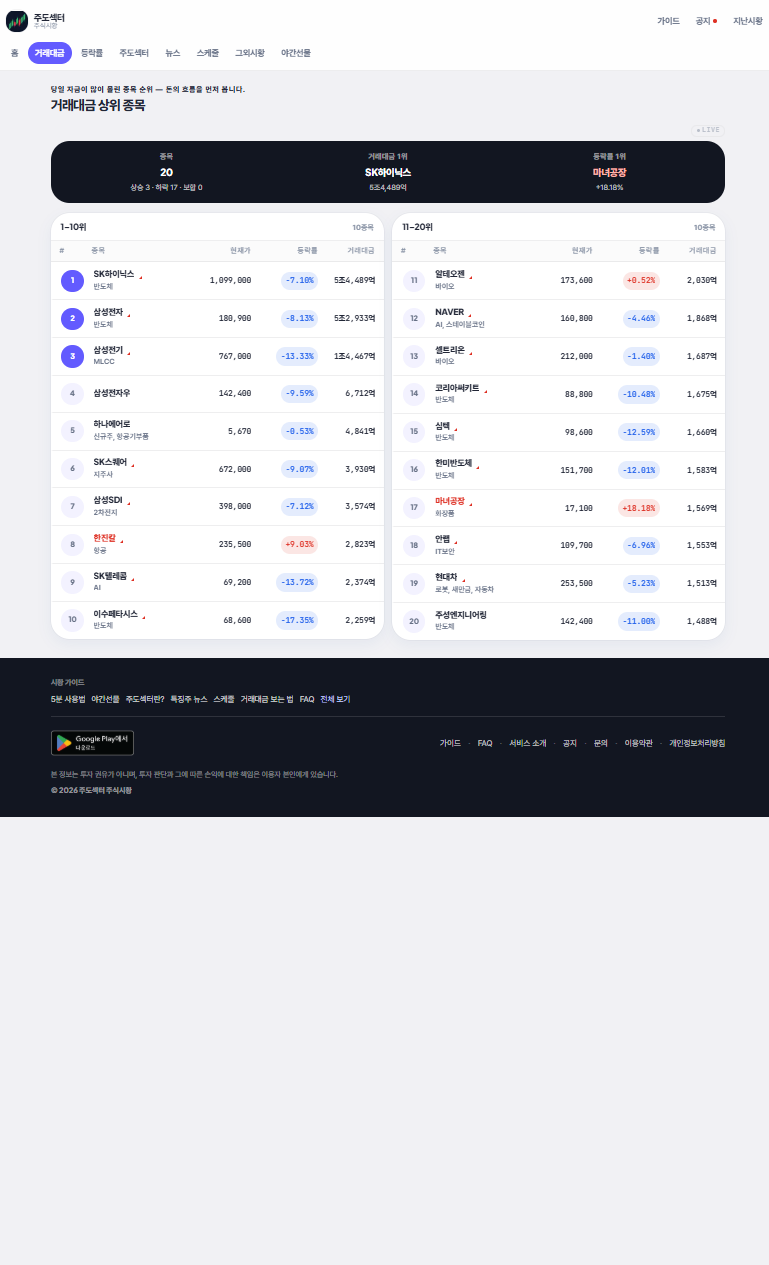 주도섹터
주식시황
가이드 공지 지난시황
홈 거래대금 등락률 주도섹터 뉴스 스케줄 그외시황 야간선물
당일 자금이 많이 몰린 종목 순위 — 돈의 흐름을 먼저 봅니다.
거래대금 상위 종목
LIVE
종목 거래대금 1위 등락률 1위
20 SK하이닉스 마녀공장
상승 3 · 하락 17 · 보합 0 5조4,489억 +18.18%
1–10위 10종목
# 종목 현재가 등락률 거래대금
1 SK하이닉스 1,099,000 -7.10% 5조4,489억
반도체
2 삼성전자 180,900 -8.13% 5조2,933억
반도체
3 삼성전기 767,000 -13.33% 1조4,467억
MLCC
4 삼성전자우 142,400 -9.59% 6,712억
5 하나에어로 5,670 -0.53% 4,841억
신규주, 항공기부품
6 SK스퀘어 672,000 -9.07% 3,930억
지주사
7 삼성SDI 398,000 -7.12% 3,574억
2차전지
8 한진칼 235,500 +9.03% 2,823억
항공
9 SK텔레콤 69,200 -13.72% 2,374억
AI
10 이수페타시스 68,600 -17.35% 2,259억
반도체
11–20위 10종목
# 종목 현재가 등락률 거래대금
11 알테오젠 173,600 +0.52% 2,030억
바이오
12 NAVER 160,800 -4.46% 1,868억
AI, 스테이블코인
13 셀트리온 212,000 -1.40% 1,687억
바이오
14 코리아써키트 88,800 -10.48% 1,675억
반도체
15 심텍 98,600 -12.59% 1,660억
반도체
16 한미반도체 151,700 -12.01% 1,583억
반도체
17 마녀공장 17,100 +18.18% 1,569억
화장품
18 안랩 109,700 -6.96% 1,553억
IT보안
19 현대차 253,500 -5.23% 1,513억
로봇, 새만금, 자동차
20 주성엔지니어링 142,400 -11.00% 1,488억
반도체
시황 가이드
5분 사용법 야간선물 주도섹터란? 특징주 뉴스 스케줄 거래대금 보는 법 FAQ 전체 보기
Google Play에서
다운로드
가이드 · FAQ · 서비스 소개 · 공지 · 문의 · 이용약관 · 개인정보처리방침
본 정보는 투자 권유가 아니며, 투자 판단과 그에 따른 손익에 대한 책임은 이용자 본인에게 있습니다.
© 2026 주도섹터 주식시황